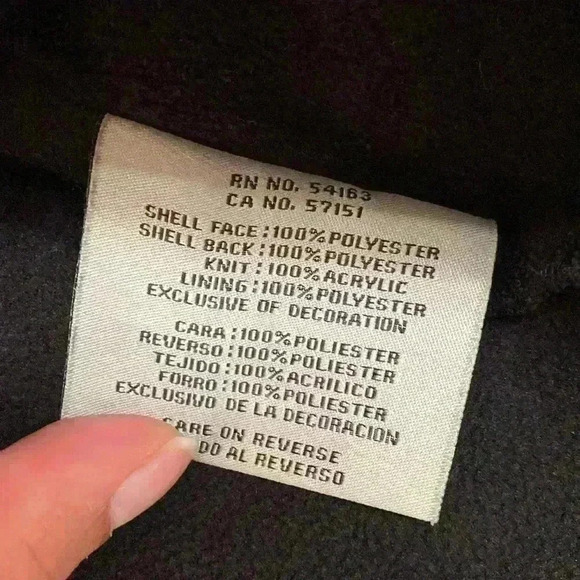 RN NO. 54163
CA NO. 57151
SHELL FACE:100%POLYESTER
SHELL BACK:100%POLYESTER
KNIT:100%ACRYLIC
LINING:100%POLYESTER
EXCLUSIVE OF DECORATION
CARA:100%POLIESTER
REVERSO:100%POLIESTER
TEJIDO:100%ACRILICO
FORRO:100%POLIESTER
EXCLUSIVO DE LA DECORACION
CARE ON REVERSE
DO AL REVERSO